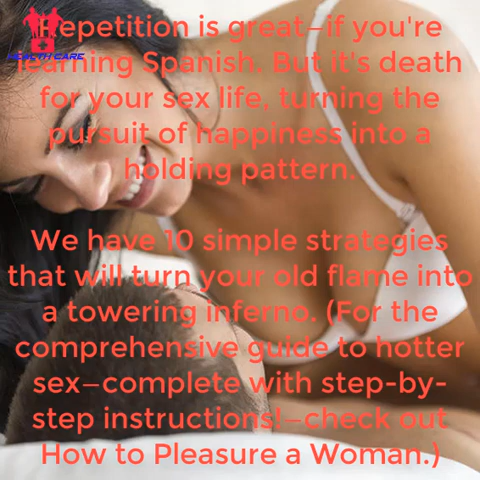 HEALTH CARE
Repetition is great—if you're
learning Spanish. But it's death
for your sex life, turning the
pursuit of happiness into a
holding pattern.
We have 10 simple strategies
that will turn your old flame into
a towering inferno. (For the
comprehensive guide to hotter
sex—complete with step-by-
step instructions!—check out
How to Pleasure a Woman.)